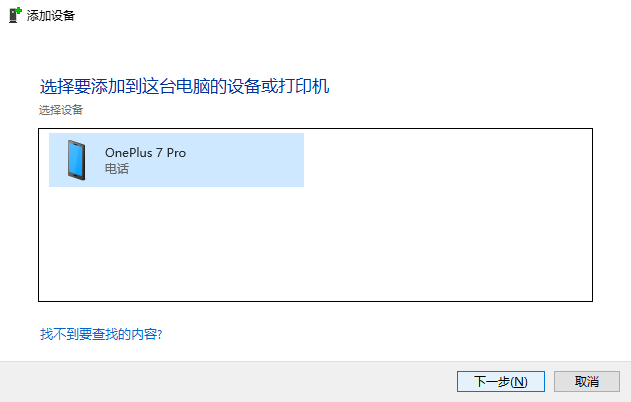 添加设备
选择要添加到这台电脑的设备或打印机
选择设备
OnePlus 7 Pro
电话
找不到要查找的内容?
下一步(N)
取消